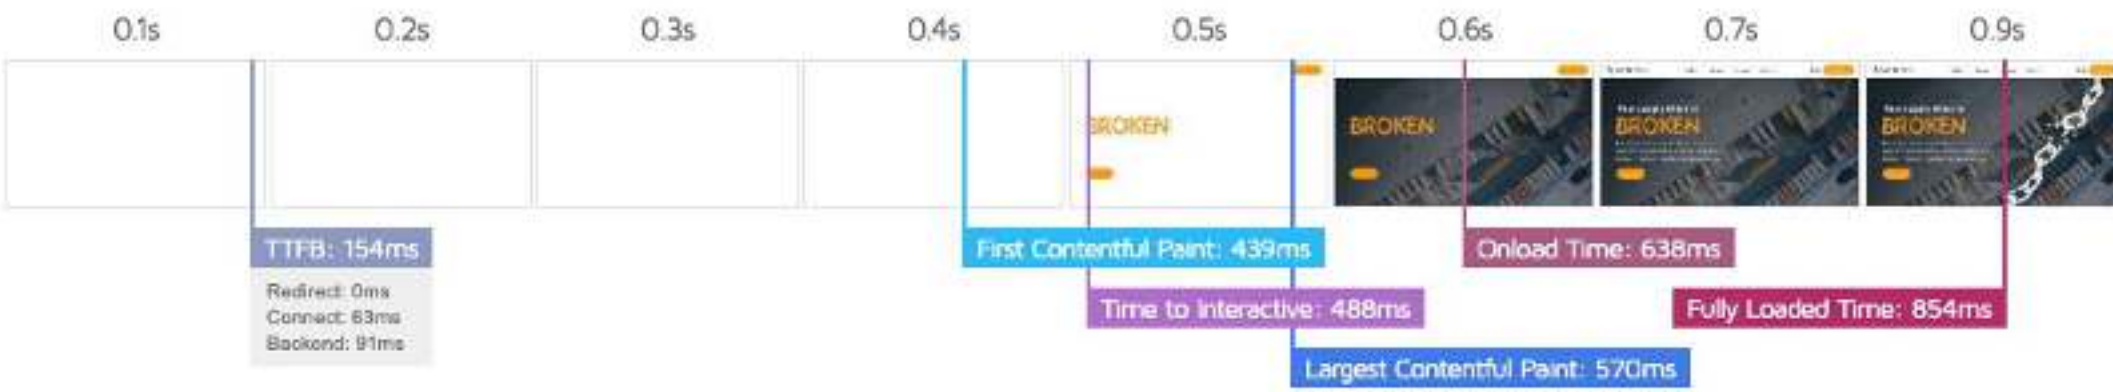 0.1s 0.2s 0.3s 0.4s 0.5s 0.6s 0.7s 0.9s
BROKEN BROKEN BROKEN BROKEN
TTFB: 154ms
First Contentful Paint: 439ms
Onload Time: 638ms
Redirect: 0ms
Connect: 63ms
Backend: 91ms
Time to Interactive: 488ms
Fully Loaded Time: 854ms
Largest Contentful Paint: 570ms